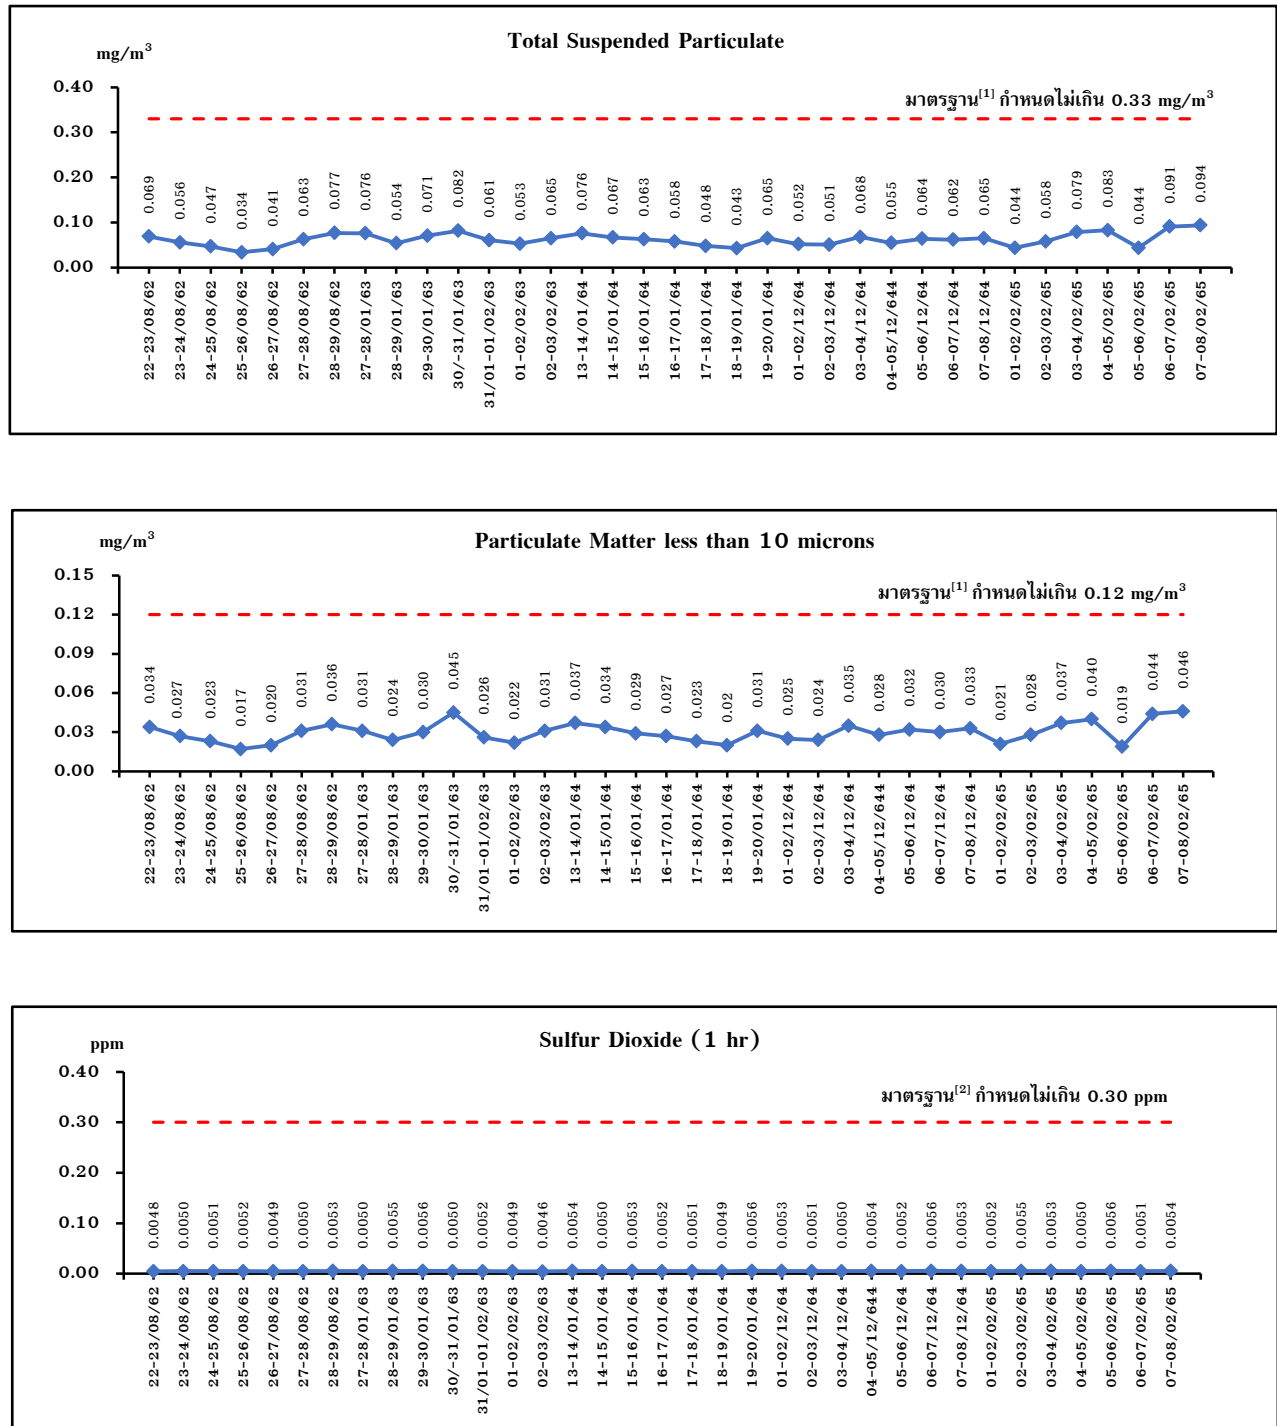 Total Suspended Particulate
mg/m³
0.40
0.30
0.20
0.10
0.00
มาตรฐาน[1] กำหนดไม่เกิน 0.33 mg/m³
0.069 0.056 0.047 0.034 0.041 0.063 0.077 0.076 0.054 0.071 0.082 0.061 0.053 0.065 0.076 0.067 0.063 0.058 0.048 0.043 0.065 0.052 0.051 0.068 0.055 0.064 0.062 0.065 0.044 0.058 0.079 0.083 0.044 0.091 0.094
22-23/08/62 23-24/08/62 24-25/08/62 25-26/08/62 26-27/08/62 27-28/08/62 28-29/08/62 27-28/01/63 28-29/01/63 29-30/01/63 30/-31/01/63 31/01-01/02/63 01-02/02/63 02-03/02/63 13-14/01/64 14-15/01/64 15-16/01/64 16-17/01/64 17-18/01/64 18-19/01/64 19-20/01/64 01-02/12/64 02-03/12/64 03-04/12/64 04-05/12/644 05-06/12/64 06-07/12/64 07-08/12/64 01-02/02/65 02-03/02/65 03-04/02/65 04-05/02/65 05-06/02/65 06-07/02/65 07-08/02/65
Particulate Matter less than 10 microns
mg/m³
0.15
0.12
0.09
0.06
0.03
0.00
มาตรฐาน[1] กำหนดไม่เกิน 0.12 mg/m³
0.034 0.027 0.023 0.017 0.020 0.031 0.036 0.031 0.024 0.030 0.045 0.026 0.022 0.031 0.037 0.034 0.029 0.027 0.023 0.02 0.031 0.025 0.024 0.035 0.028 0.032 0.030 0.033 0.021 0.028 0.037 0.040 0.019 0.044 0.046
22-23/08/62 23-24/08/62 24-25/08/62 25-26/08/62 26-27/08/62 27-28/08/62 28-29/08/62 27-28/01/63 28-29/01/63 29-30/01/63 30/-31/01/63 31/01-01/02/63 01-02/02/63 02-03/02/63 13-14/01/64 14-15/01/64 15-16/01/64 16-17/01/64 17-18/01/64 18-19/01/64 19-20/01/64 01-02/12/64 02-03/12/64 03-04/12/64 04-05/12/644 05-06/12/64 06-07/12/64 07-08/12/64 01-02/02/65 02-03/02/65 03-04/02/65 04-05/02/65 05-06/02/65 06-07/02/65 07-08/02/65
Sulfur Dioxide (1 hr)
ppm
0.40
0.30
0.20
0.10
0.00
มาตรฐาน[2] กำหนดไม่เกิน 0.30 ppm
0.0048 0.0050 0.0051 0.0052 0.0049 0.0050 0.0053 0.0050 0.0055 0.0056 0.0050 0.0052 0.0049 0.0046 0.0054 0.0050 0.0053 0.0052 0.0051 0.0049 0.0056 0.0053 0.0051 0.0050 0.0054 0.0052 0.0056 0.0053 0.0052 0.0055 0.0053 0.0050 0.0056 0.0051 0.0054
22-23/08/62 23-24/08/62 24-25/08/62 25-26/08/62 26-27/08/62 27-28/08/62 28-29/08/62 27-28/01/63 28-29/01/63 29-30/01/63 30/-31/01/63 31/01-01/02/63 01-02/02/63 02-03/02/63 13-14/01/64 14-15/01/64 15-16/01/64 16-17/01/64 17-18/01/64 18-19/01/64 19-20/01/64 01-02/12/64 02-03/12/64 03-04/12/64 04-05/12/644 05-06/12/64 06-07/12/64 07-08/12/64 01-02/02/65 02-03/02/65 03-04/02/65 04-05/02/65 05-06/02/65 06-07/02/65 07-08/02/65